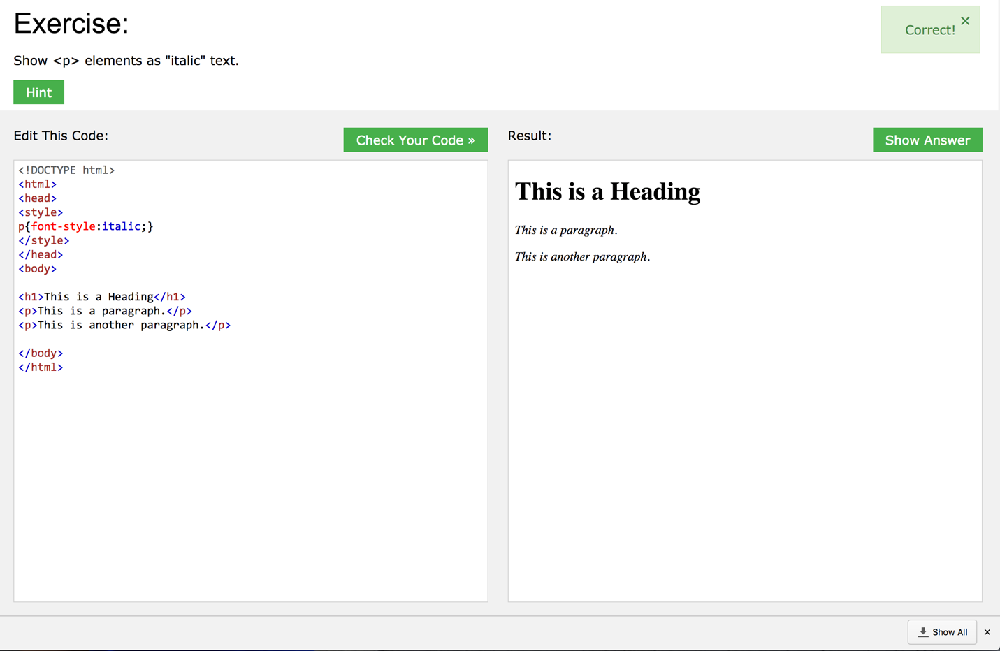 Exercise:
Correct! ×
Show <p> elements as "italic" text.
Hint
Edit This Code:
Check Your Code »
Result:
Show Answer
<!DOCTYPE html>
<html>
<head>
<style>
p{font-style:italic;}
</style>
</head>
<body>
<h1>This is a Heading</h1>
<p>This is a paragraph.</p>
<p>This is another paragraph.</p>
</body>
</html>
This is a Heading
This is a paragraph.
This is another paragraph.
Show All ×